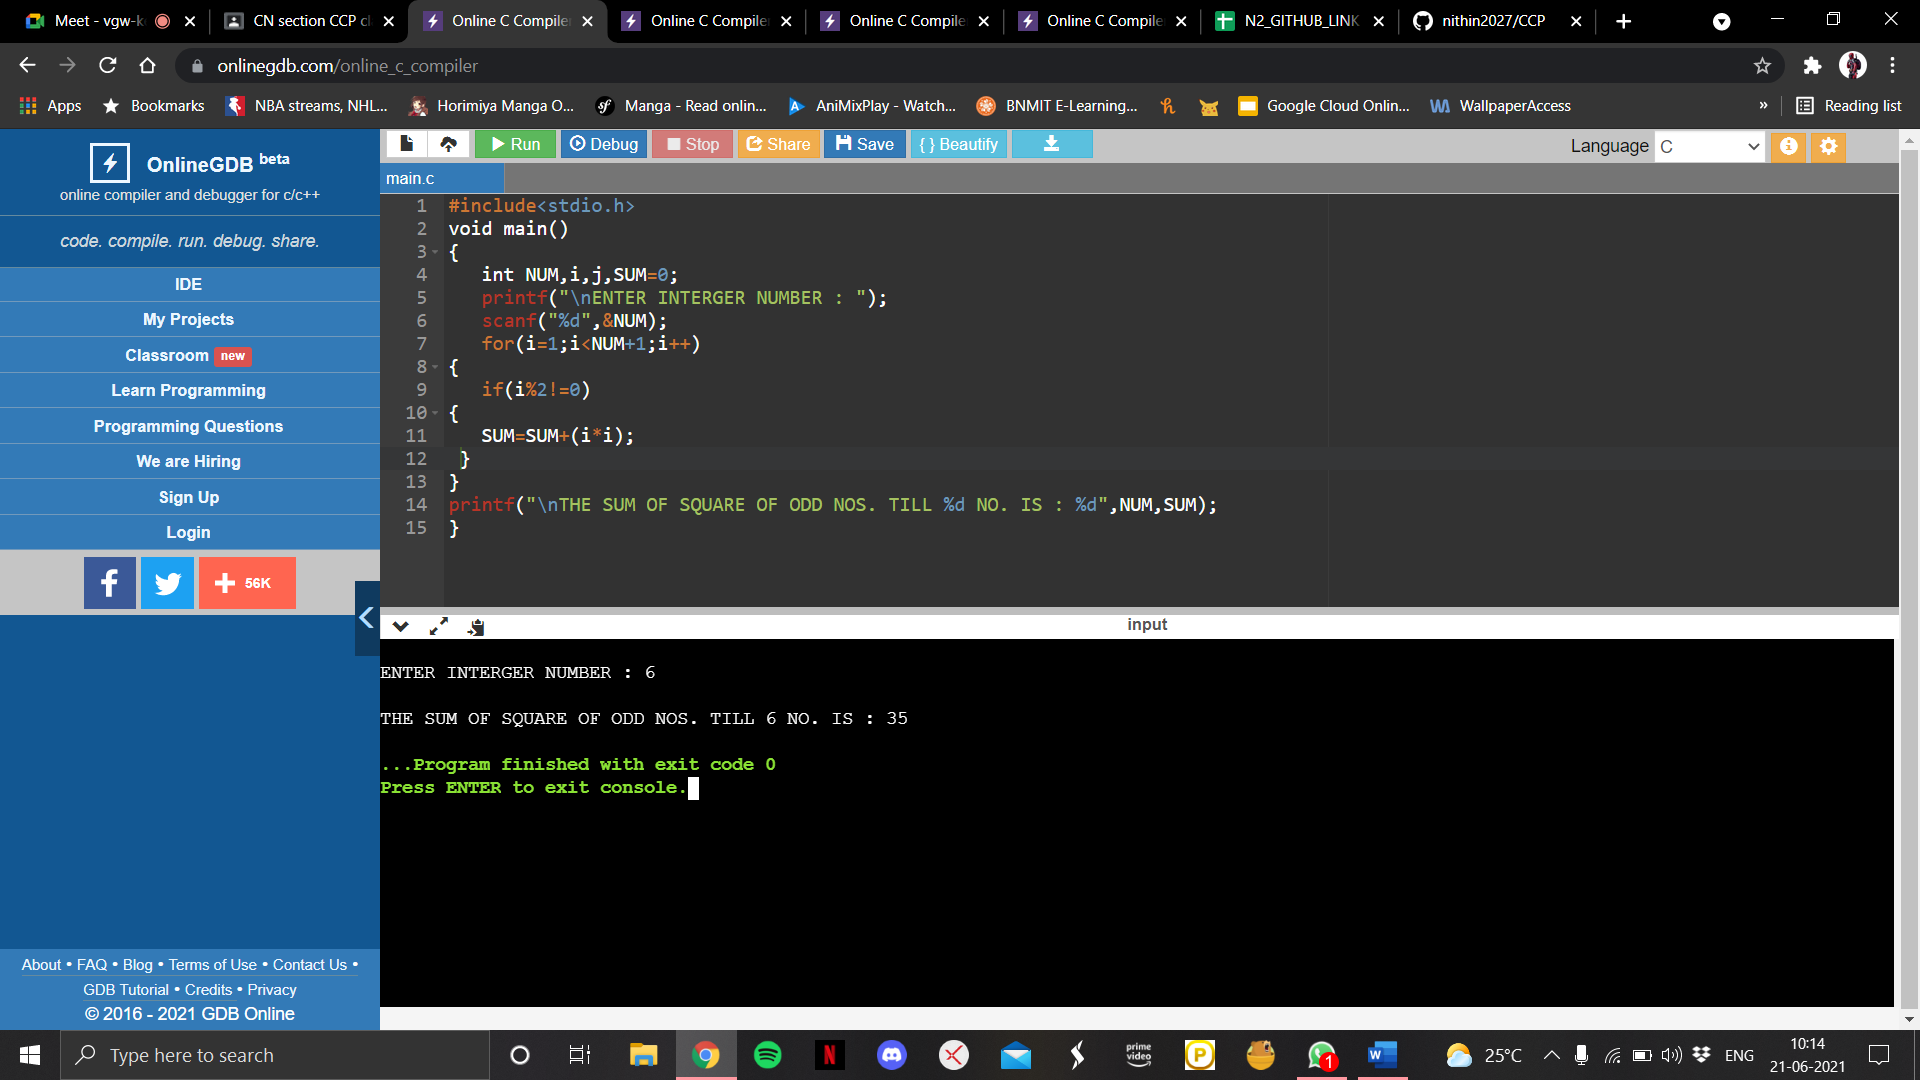 Meet - vgw-k
CN section CCP cl
Online C Compiler
Online C Compiler
Online C Compile
Online C Compile
N2_GITHUB_LINK
nithin2027/CCP
onlinegdb.com/online_c_compiler
Apps
Bookmarks
NBA streams, NHL...
Horimiya Manga O...
Manga - Read onlin...
AniMixPlay - Watch...
BNMIT E-Learning...
Google Cloud Onlin...
WallpaperAccess
»
Reading list
OnlineGDB beta
online compiler and debugger for c/c++
code. compile. run. debug. share.
IDE
My Projects
Classroom new
Learn Programming
Programming Questions
We are Hiring
Sign Up
Login
56K
About • FAQ • Blog • Terms of Use • Contact Us •
GDB Tutorial • Credits • Privacy
© 2016 - 2021 GDB Online
Run
Debug
Stop
Share
Save
{ } Beautify
Language C
main.c
1 #include<stdio.h>
2 void main()
3 {
4 int NUM,i,j,SUM=0;
5 printf("\nENTER INTERGER NUMBER : ");
6 scanf("%d",&NUM);
7 for(i=1;i<NUM+1;i++)
8 {
9 if(i%2!=0)
10 {
11 SUM=SUM+(i*i);
12 }
13 }
14 printf("\nTHE SUM OF SQUARE OF ODD NOS. TILL %d NO. IS : %d",NUM,SUM);
15 }
input
ENTER INTERGER NUMBER : 6
THE SUM OF SQUARE OF ODD NOS. TILL 6 NO. IS : 35
...Program finished with exit code 0
Press ENTER to exit console.
Type here to search
prime video
1
25°C
ENG
10:14
21-06-2021